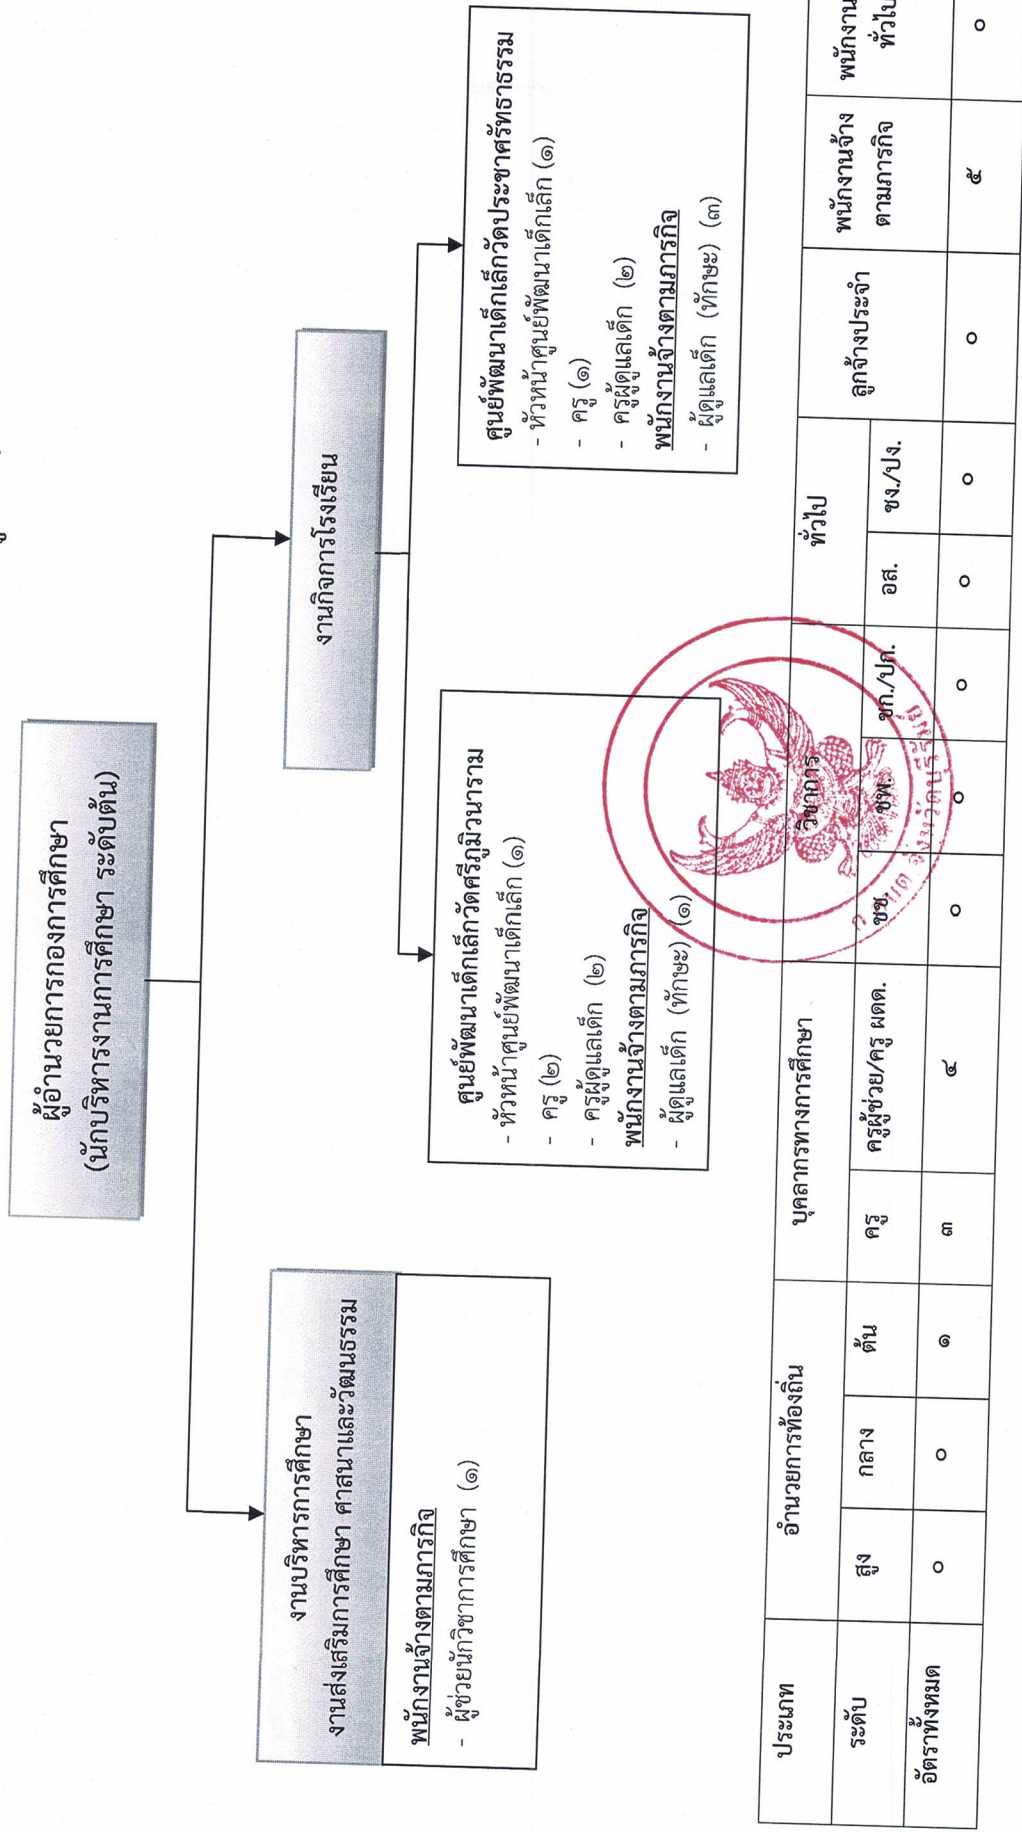 ผู้อำนวยการกองการศึกษา
(นักบริหารงานการศึกษา ระดับต้น)
งานบริหารการศึกษา
งานส่งเสริมการศึกษา ศาสนาและวัฒนธรรม
พนักงานจ้างตามภารกิจ
- ผู้ช่วยนักวิชาการศึกษา (๑)
งานกิจการโรงเรียน
ศูนย์พัฒนาเด็กเล็กวัดศรีภูมิวนาราม
- หัวหน้าศูนย์พัฒนาเด็กเล็ก (๑)
- ครู (๒)
- ครูผู้ดูแลเด็ก (๒)
พนักงานจ้างตามภารกิจ
- ผู้ดูแลเด็ก (ทักษะ) (๑)
ศูนย์พัฒนาเด็กเล็กวัดประชาศรัทธาธรรม
- หัวหน้าศูนย์พัฒนาเด็กเล็ก (๑)
- ครู (๑)
- ครูผู้ดูแลเด็ก (๒)
พนักงานจ้างตามภารกิจ
- ผู้ดูแลเด็ก (ทักษะ) (๓)
ประเภท อำนวยการท้องถิ่น บุคลากรทางการศึกษา วิชาการ ทั่วไป ลูกจ้างประจำ พนักงานจ้างตามภารกิจ พนักงาน ทั่วไป
ระดับ สูง กลาง ต้น ครู ครูผู้ช่วย/ครู ผดด. ชช. ชพ. ชก./ปก. อส. ชง./ปง.
อัตราทั้งหมด ๐ ๐ ๑ ๓ ๔ ๐ ๐ ๐ ๐ ๐ ๐ ๕ ๐
จังหวัดบุรีรัมย์